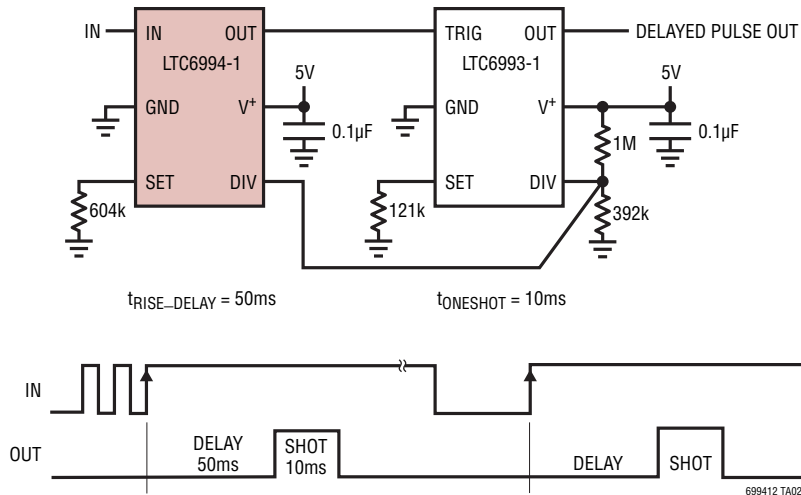 IN
IN OUT
LTC6994-1
GND V+
SET DIV
604k
5V
0.1µF
TRIG OUT
LTC6993-1
GND V+
SET DIV
121k
DELAYED PULSE OUT
5V
1M
0.1µF
392k
tRISE_DELAY = 50ms
tONESHOT = 10ms
IN
OUT
DELAY
50ms
SHOT
10ms
DELAY
SHOT
699412 TA02